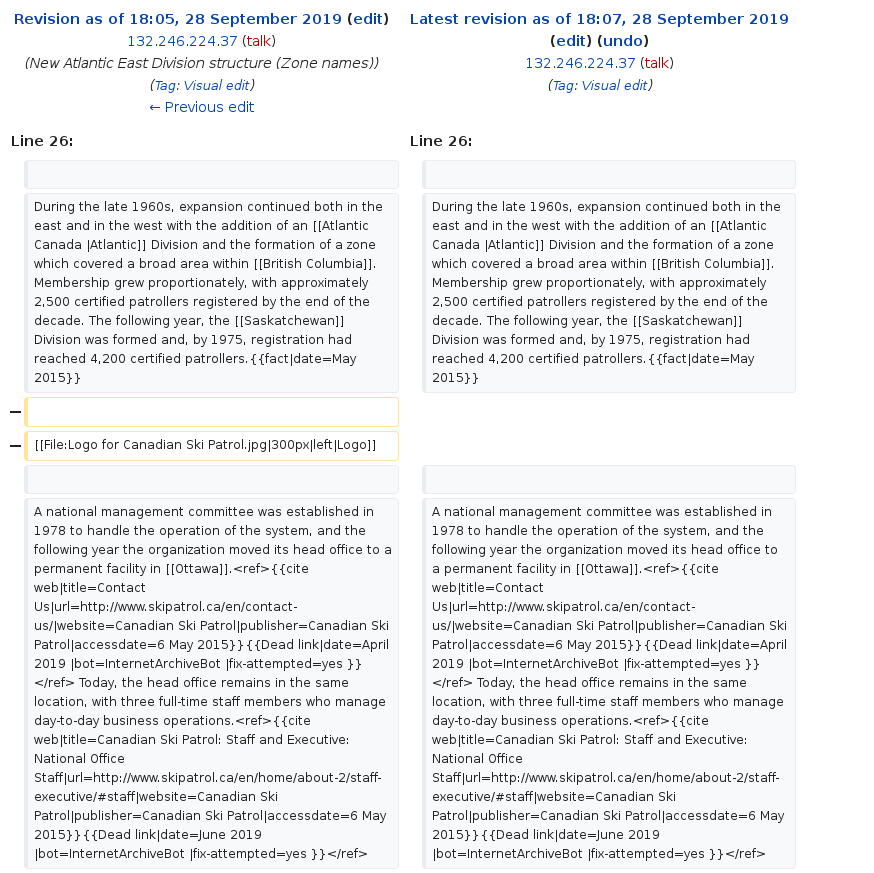 Revision as of 18:05, 28 September 2019 (edit)
132.246.224.37 (talk)
(New Atlantic East Division structure (Zone names))
(Tag: Visual edit)
← Previous edit
Latest revision as of 18:07, 28 September 2019
(edit) (undo)
132.246.224.37 (talk)
(Tag: Visual edit)
Line 26:
Line 26:
During the late 1960s, expansion continued both in the
east and in the west with the addition of an [[Atlantic
Canada |Atlantic]] Division and the formation of a zone
which covered a broad area within [[British Columbia]].
Membership grew proportionately, with approximately
2,500 certified patrollers registered by the end of the
decade. The following year, the [[Saskatchewan]]
Division was formed and, by 1975, registration had
reached 4,200 certified patrollers.{{fact|date=May
2015}}
During the late 1960s, expansion continued both in the
east and in the west with the addition of an [[Atlantic
Canada |Atlantic]] Division and the formation of a zone
which covered a broad area within [[British Columbia]].
Membership grew proportionately, with approximately
2,500 certified patrollers registered by the end of the
decade. The following year, the [[Saskatchewan]]
Division was formed and, by 1975, registration had
reached 4,200 certified patrollers.{{fact|date=May
2015}}
−
− [[File:Logo for Canadian Ski Patrol.jpg|300px|left|Logo]]
A national management committee was established in
1978 to handle the operation of the system, and the
following year the organization moved its head office to a
permanent facility in [[Ottawa]].<ref>{{cite
web|title=Contact
Us|url=http://www.skipatrol.ca/en/contact-
us/|website=Canadian Ski Patrol|publisher=Canadian Ski
Patrol|accessdate=6 May 2015}}{{Dead link|date=April
2019 |bot=InternetArchiveBot |fix-attempted=yes }}
</ref> Today, the head office remains in the same
location, with three full-time staff members who manage
day-to-day business operations.<ref>{{cite
web|title=Canadian Ski Patrol: Staff and Executive:
National Office
Staff|url=http://www.skipatrol.ca/en/home/about-2/staff-
executive/#staff|website=Canadian Ski
Patrol|publisher=Canadian Ski Patrol|accessdate=6 May
2015}}{{Dead link|date=June 2019
|bot=InternetArchiveBot |fix-attempted=yes }}</ref>
A national management committee was established in
1978 to handle the operation of the system, and the
following year the organization moved its head office to
a permanent facility in [[Ottawa]].<ref>{{cite
web|title=Contact
Us|url=http://www.skipatrol.ca/en/contact-
us/|website=Canadian Ski Patrol|publisher=Canadian Ski
Patrol|accessdate=6 May 2015}}{{Dead link|date=April
2019 |bot=InternetArchiveBot |fix-attempted=yes }}
</ref> Today, the head office remains in the same
location, with three full-time staff members who manage
day-to-day business operations.<ref>{{cite
web|title=Canadian Ski Patrol: Staff and Executive:
National Office
Staff|url=http://www.skipatrol.ca/en/home/about-2/staff-
executive/#staff|website=Canadian Ski
Patrol|publisher=Canadian Ski Patrol|accessdate=6 May
2015}}{{Dead link|date=June 2019
|bot=InternetArchiveBot |fix-attempted=yes }}</ref>